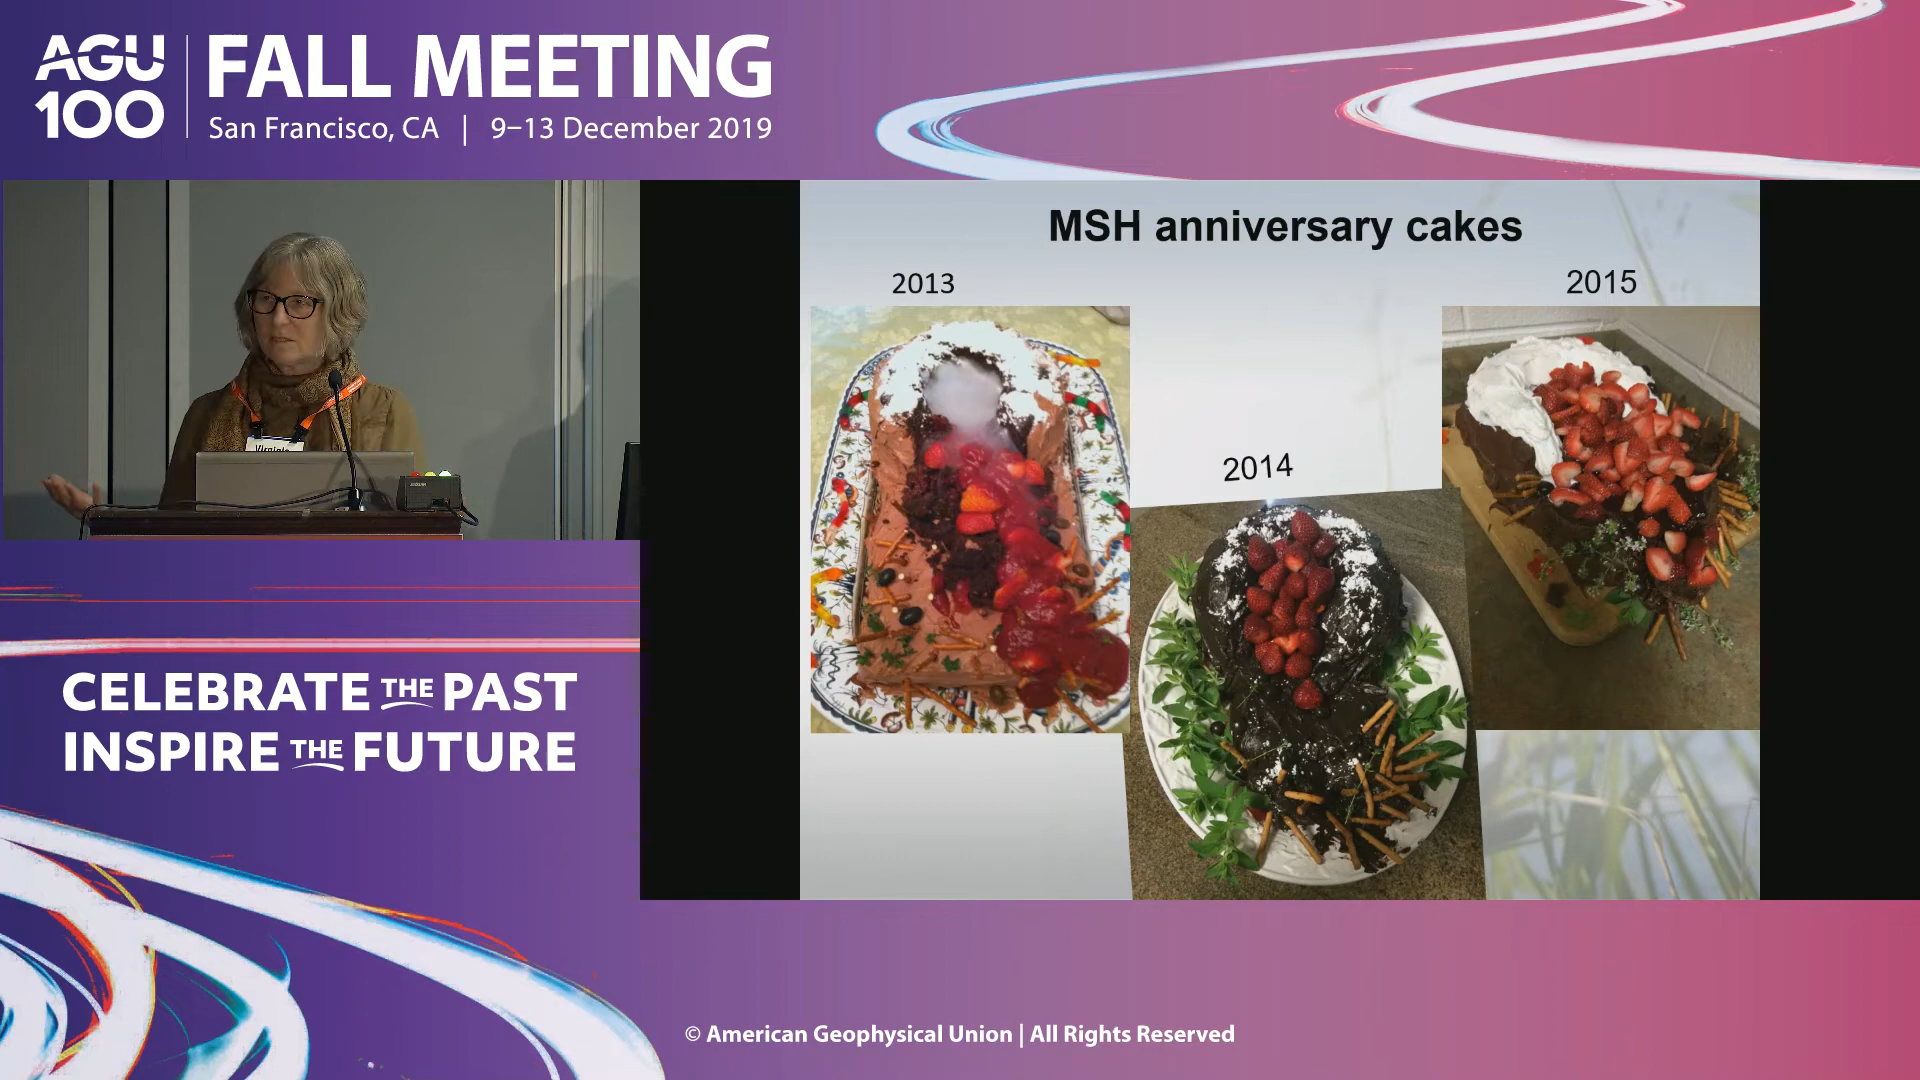 AGU
100
FALL MEETING
San Francisco, CA | 9–13 December 2019
MSH anniversary cakes
2013
2015
2014
Virginia
CELEBRATE THE PAST
INSPIRE THE FUTURE
© American Geophysical Union | All Rights Reserved